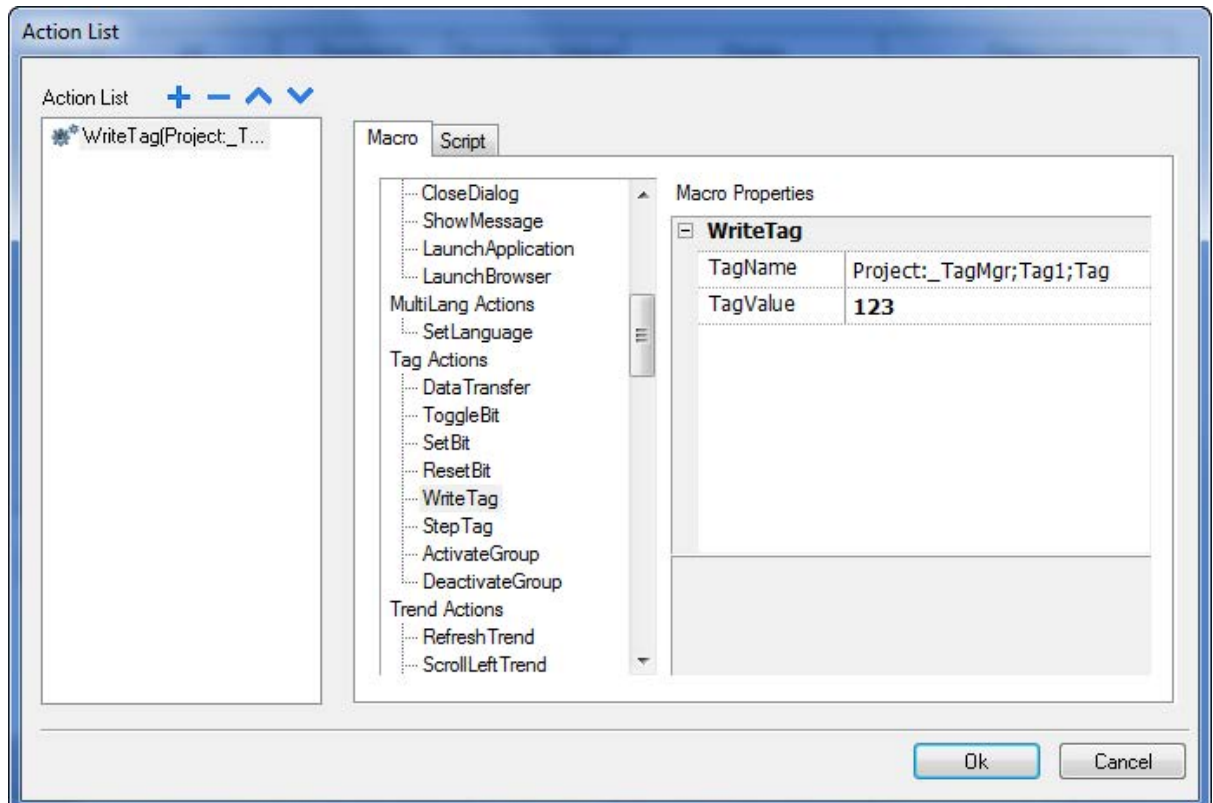 Action List
Action List
WriteTag(Project:_T...
Macro
Script
CloseDialog
ShowMessage
LaunchApplication
LaunchBrowser
MultiLang Actions
SetLanguage
Tag Actions
DataTransfer
ToggleBit
SetBit
ResetBit
WriteTag
StepTag
ActivateGroup
DeactivateGroup
Trend Actions
RefreshTrend
ScrollLeftTrend
Macro Properties
WriteTag
TagName Project:_TagMgr;Tag1;Tag
TagValue 123
Ok
Cancel